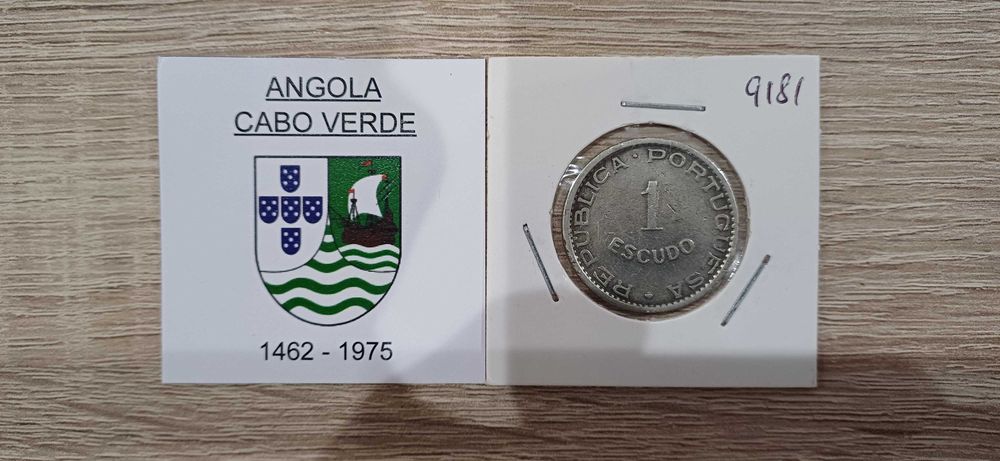 ANGOLA
CABO VERDE
1462 - 1975
9181
REPUBLICA · PORTUGUESA
1
ESCUDO